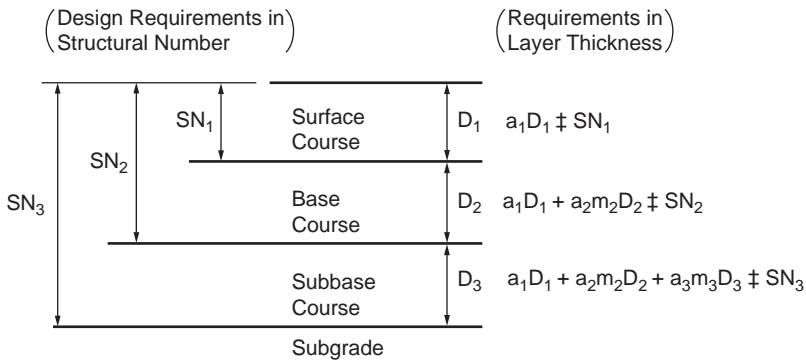 (Design Requirements in
Structural Number)
(Requirements in
Layer Thickness)
SN₁
Surface
Course
D₁
a₁D₁ ‡ SN₁
SN₂
SN₃
Base
Course
D₂
a₁D₁ + a₂m₂D₂ ‡ SN₂
Subbase
Course
D₃
a₁D₁ + a₂m₂D₂ + a₃m₃D₃ ‡ SN₃
Subgrade